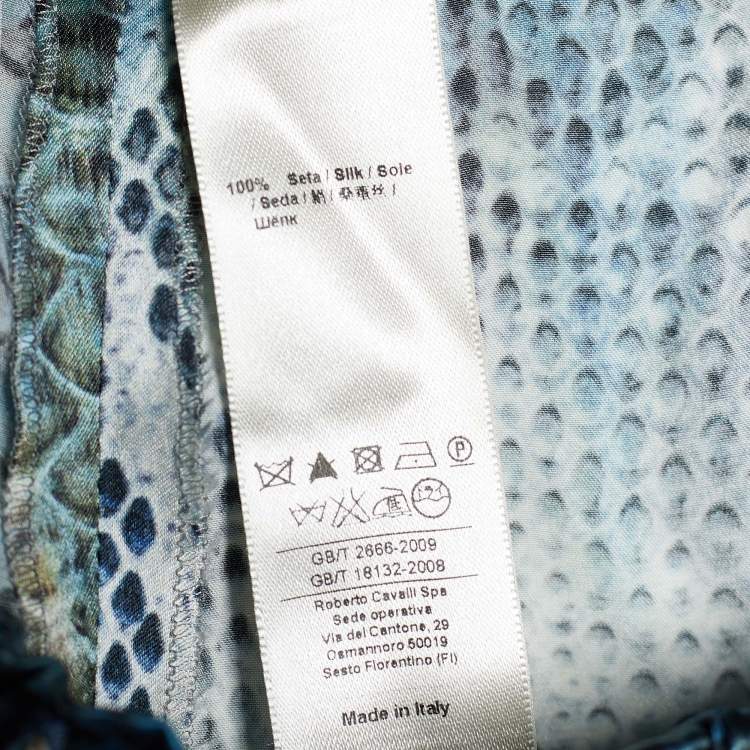 100% Seta / Silk / Soie
/ Seda / 絹 / 桑蚕丝 /
Шёлк
P
GB/T 2666-2009
GB/T 18132-2008
Roberto Cavalli Spa
Sede operativa
Via del Cantone, 29
Osmannoro 50019
Sesto Fiorentino (FI)
Made in Italy